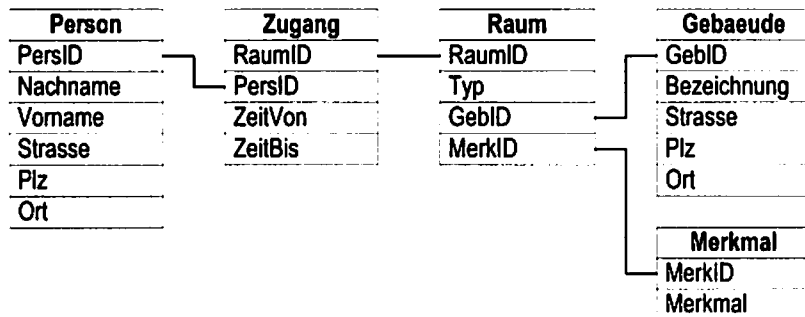 Person
PersID
Nachname
Vorname
Strasse
Plz
Ort
Zugang
RaumID
PersID
ZeitVon
ZeitBis
Raum
RaumID
Typ
GebID
MerkID
Gebaeude
GebID
Bezeichnung
Strasse
Plz
Ort
Merkmal
MerkID
Merkmal